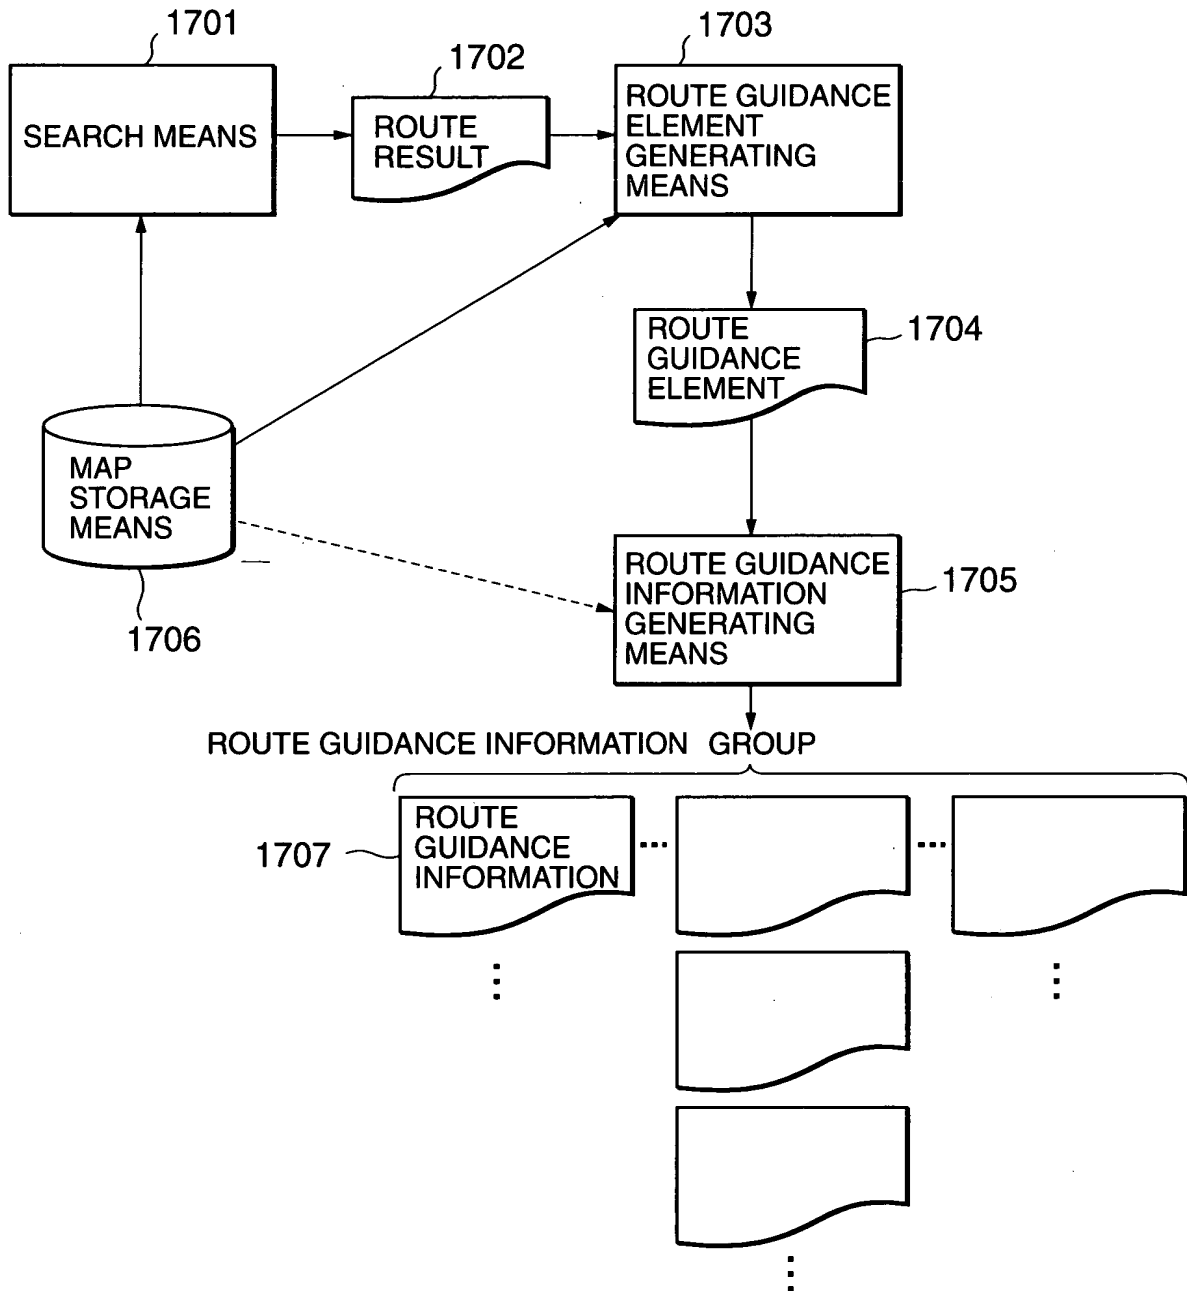 1701
1702
1703
SEARCH MEANS
ROUTE
RESULT
ROUTE GUIDANCE
ELEMENT
GENERATING
MEANS
ROUTE
GUIDANCE
ELEMENT
1704
MAP
STORAGE
MEANS
1706
ROUTE GUIDANCE
INFORMATION
GENERATING
MEANS
1705
ROUTE GUIDANCE INFORMATION GROUP
ROUTE
GUIDANCE
INFORMATION
1707